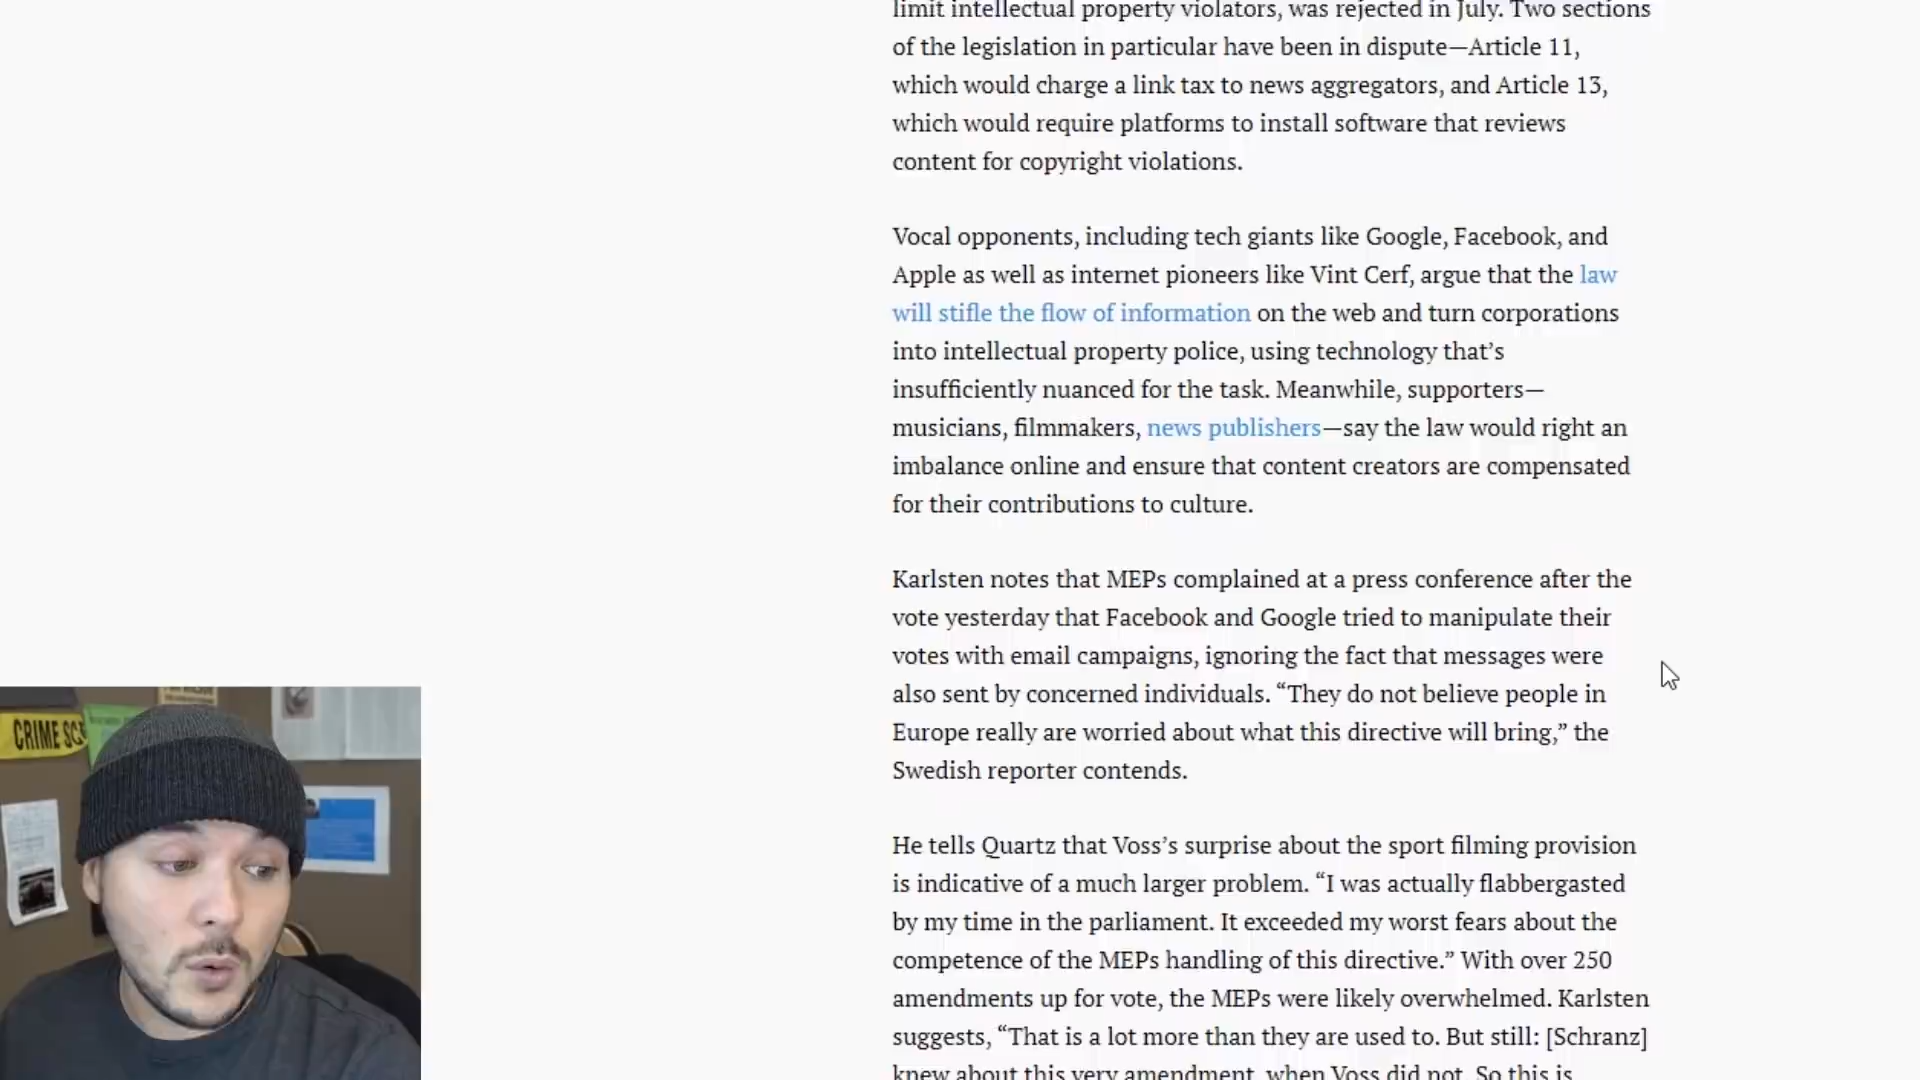 limit intellectual property violators, was rejected in July. Two sections
of the legislation in particular have been in dispute—Article 11,
which would charge a link tax to news aggregators, and Article 13,
which would require platforms to install software that reviews
content for copyright violations.
Vocal opponents, including tech giants like Google, Facebook, and
Apple as well as internet pioneers like Vint Cerf, argue that the law
will stifle the flow of information on the web and turn corporations
into intellectual property police, using technology that’s
insufficiently nuanced for the task. Meanwhile, supporters—
musicians, filmmakers, news publishers—say the law would right an
imbalance online and ensure that content creators are compensated
for their contributions to culture.
Karlsten notes that MEPs complained at a press conference after the
vote yesterday that Facebook and Google tried to manipulate their
votes with email campaigns, ignoring the fact that messages were
also sent by concerned individuals. “They do not believe people in
Europe really are worried about what this directive will bring,” the
Swedish reporter contends.
He tells Quartz that Voss’s surprise about the sport filming provision
is indicative of a much larger problem. “I was actually flabbergasted
by my time in the parliament. It exceeded my worst fears about the
competence of the MEPs handling of this directive.” With over 250
amendments up for vote, the MEPs were likely overwhelmed. Karlsten
suggests, “That is a lot more than they are used to. But still: [Schranz]
knew about this very amendment, when Voss did not. So this is
CRIME SC